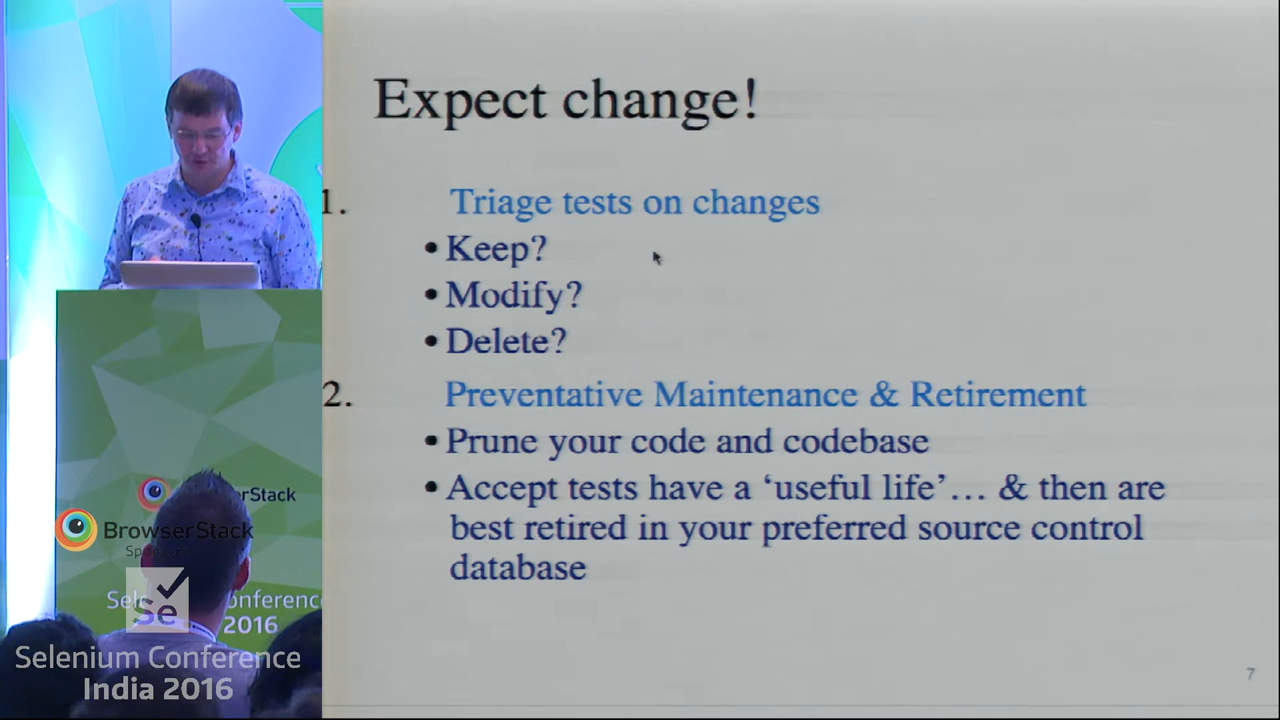 Expect change!
1. Triage tests on changes
• Keep?
• Modify?
• Delete?
2. Preventative Maintenance & Retirement
• Prune your code and codebase
• Accept tests have a ‘useful life’… & then are
best retired in your preferred source control
database
7
BrowserStack
Se
2016
Selenium Conference
India 2016